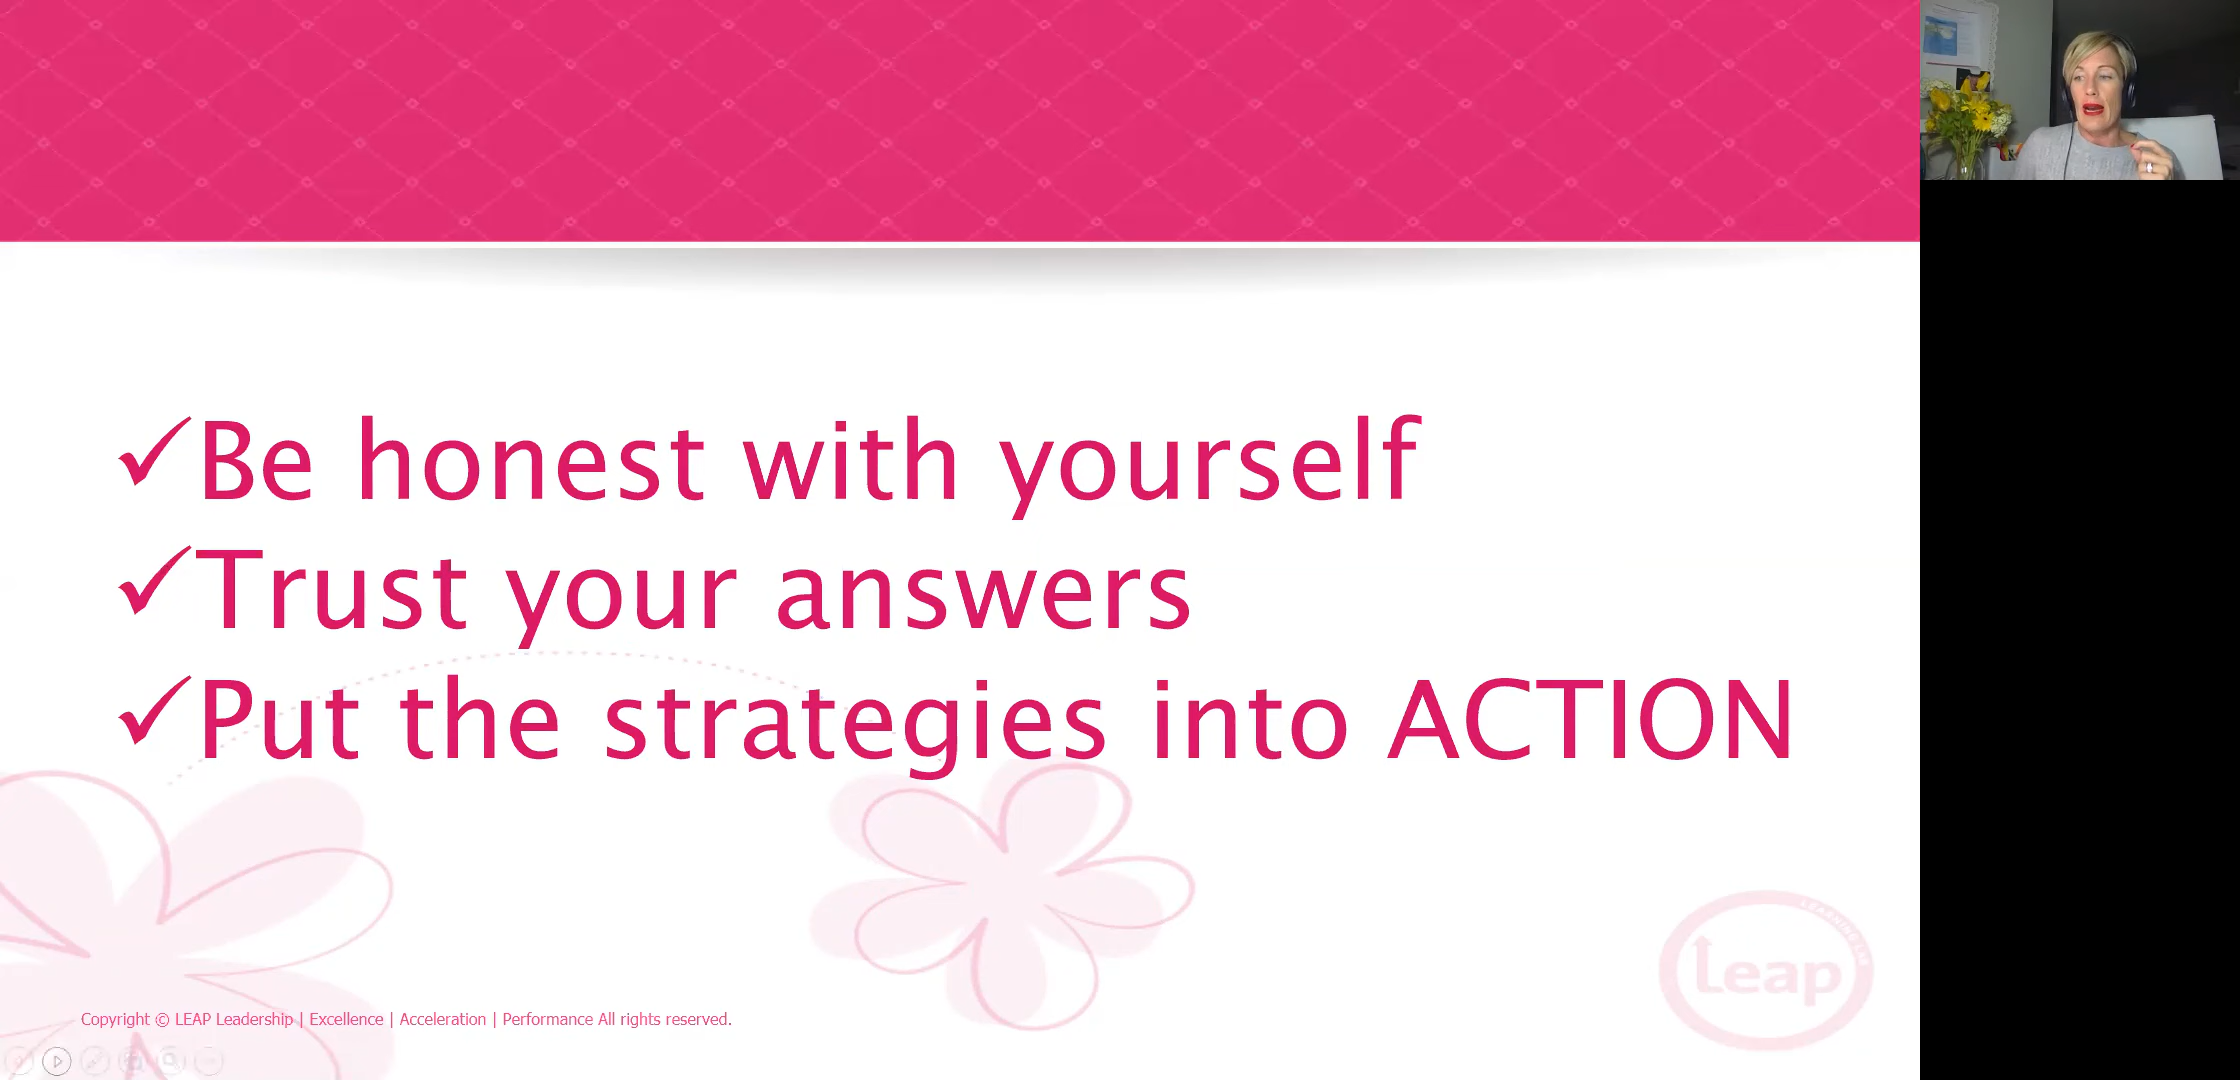 ✓Be honest with yourself
✓Trust your answers
✓Put the strategies into ACTION
Leap
Copyright © LEAP Leadership | Excellence | Acceleration | Performance All rights reserved.